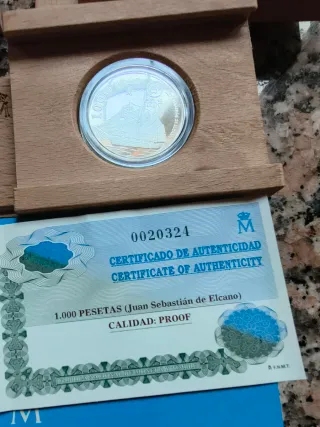 M
0020324
CERTIFICADO DE AUTENTICIDAD
CERTIFICATE OF AUTHENTICITY
1.000 PESETAS (Juan Sebastián de Elcano)
CALIDAD: PROOF
M